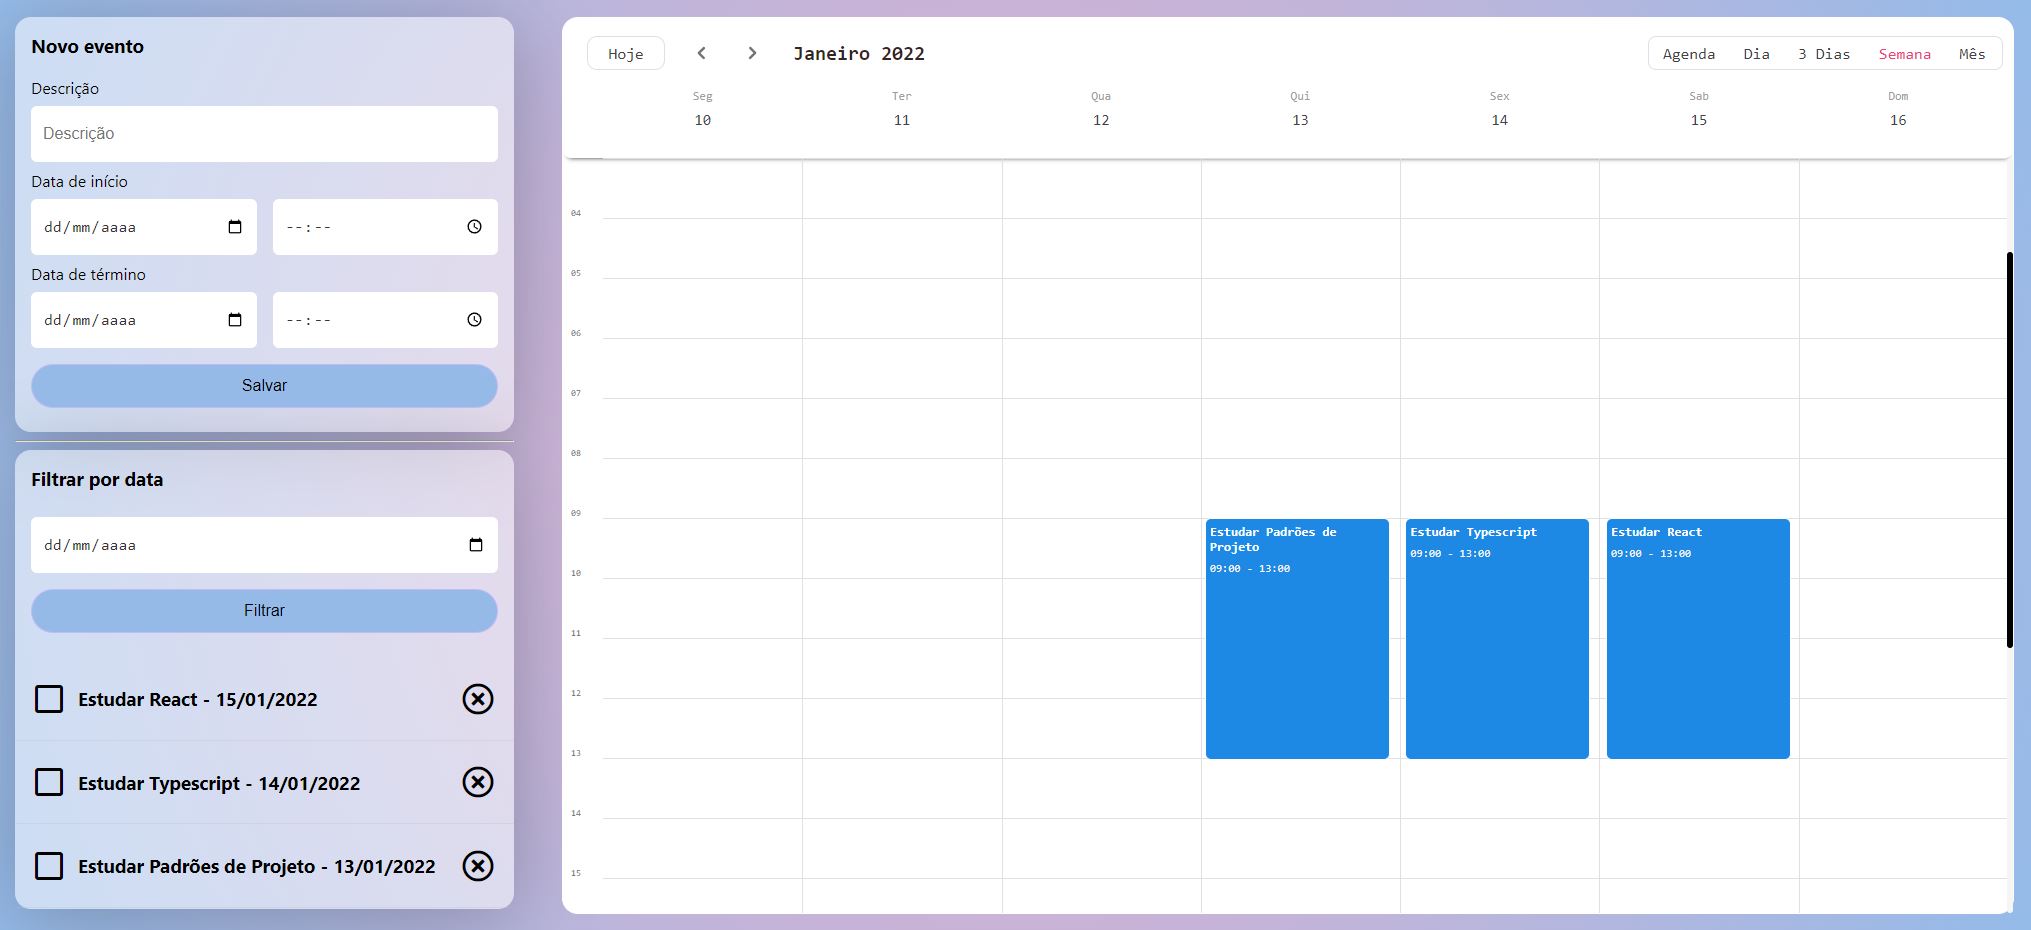 Novo evento
Descrição
Descrição
Data de início
dd/mm/aaaa
--:--
Data de término
dd/mm/aaaa
--:--
Salvar
Filtrar por data
dd/mm/aaaa
Filtrar
Estudar React - 15/01/2022
Estudar Typescript - 14/01/2022
Estudar Padrões de Projeto - 13/01/2022
Hoje
Janeiro 2022
Agenda Dia 3 Dias Semana Mês
Seg Ter Qua Qui Sex Sab Dom
10 11 12 13 14 15 16
04
05
06
07
08
09
Estudar Padrões de
Projeto
09:00 - 13:00
Estudar Typescript
09:00 - 13:00
Estudar React
09:00 - 13:00
10
11
12
13
14
15